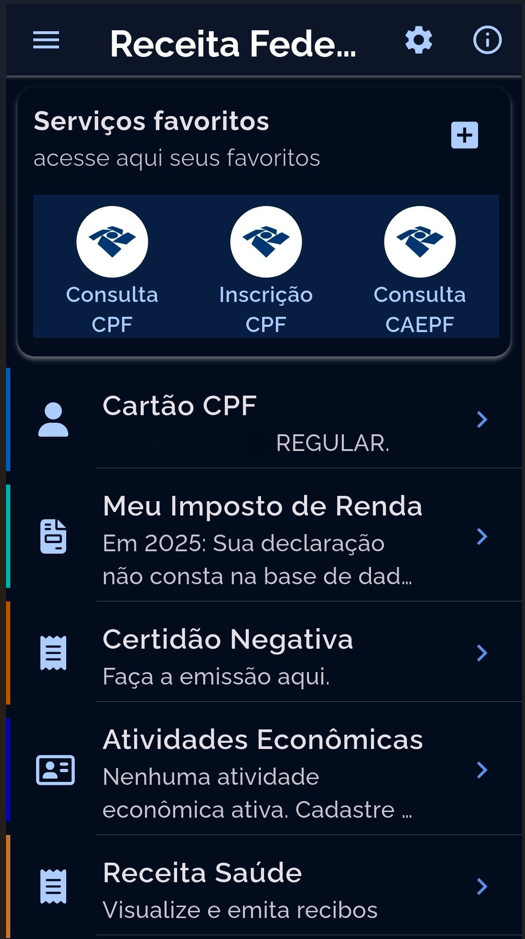 Receita Fede...
Serviços favoritos
acesse aqui seus favoritos
Consulta
CPF
Inscrição
CPF
Consulta
CAEPF
Cartão CPF
REGULAR.
Meu Imposto de Renda
Em 2025: Sua declaração
não consta na base de dad...
Certidão Negativa
Faça a emissão aqui.
Atividades Econômicas
Nenhuma atividade
econômica ativa. Cadastre ...
Receita Saúde
Visualize e emita recibos